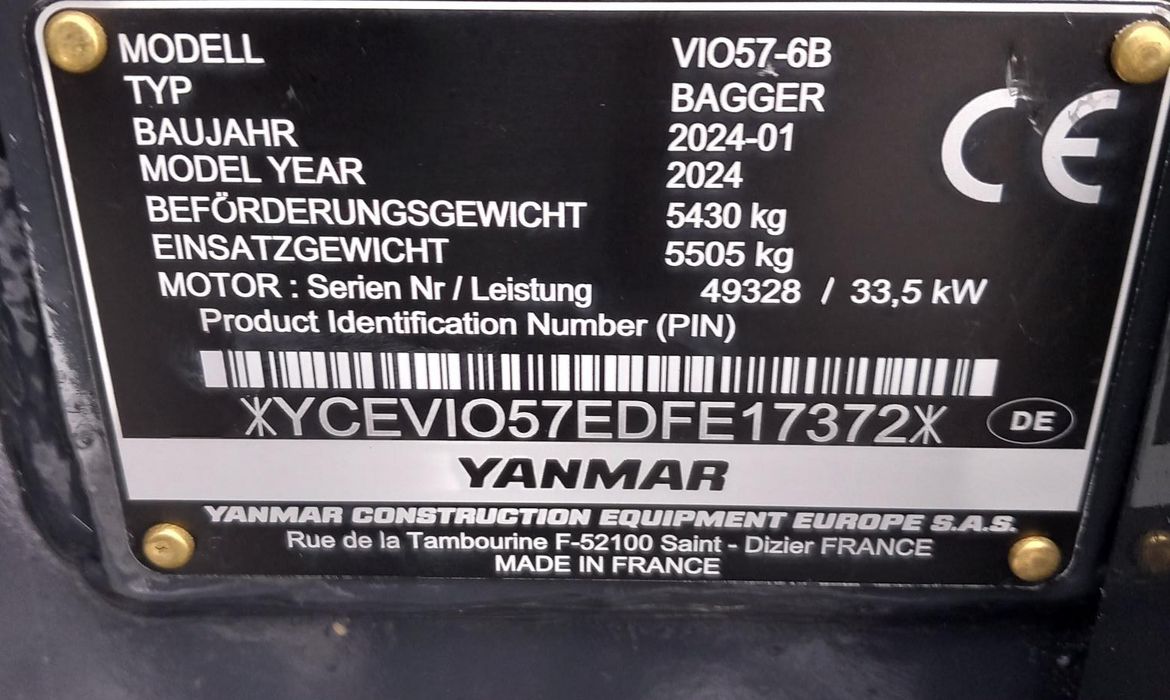 MODELL VIO57-6B
TYP BAGGER
BAUJAHR 2024-01
MODEL YEAR 2024
BEFÖRDERUNGSGEWICHT 5430 kg
EINSATZGEWICHT 5505 kg
MOTOR : Serien Nr / Leistung 49328 / 33,5 kW
CE
Product Identification Number (PIN)
YCEVIO57EDFE17372
DE
YANMAR
YANMAR CONSTRUCTION EQUIPMENT EUROPE S.A.S.
Rue de la Tambourine F-52100 Saint - Dizier FRANCE
MADE IN FRANCE